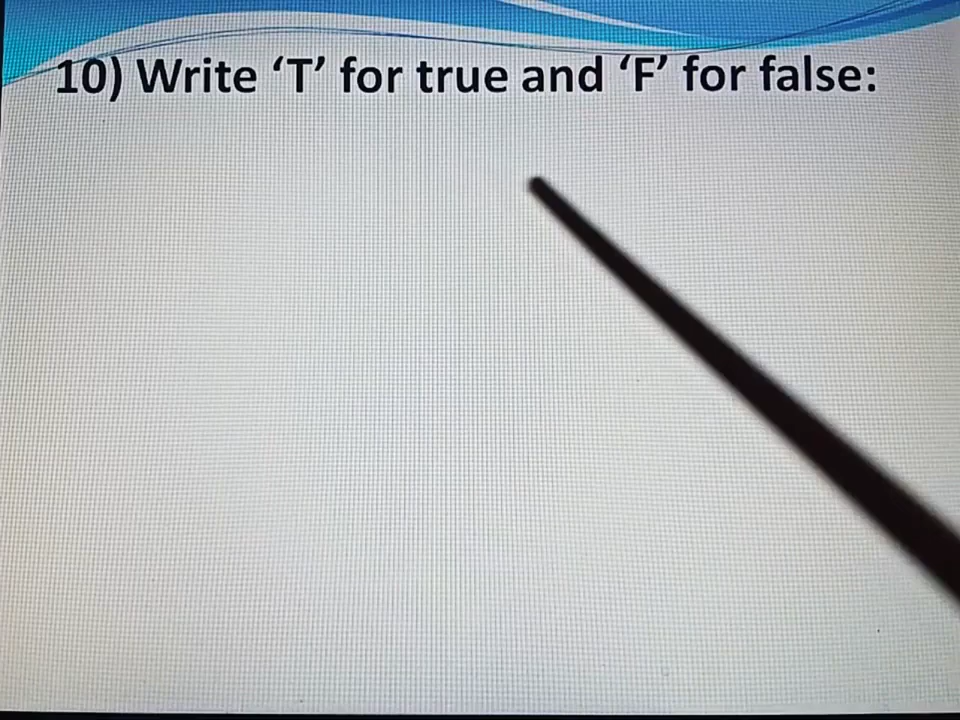 10) Write ‘T’ for true and ‘F’ for false: